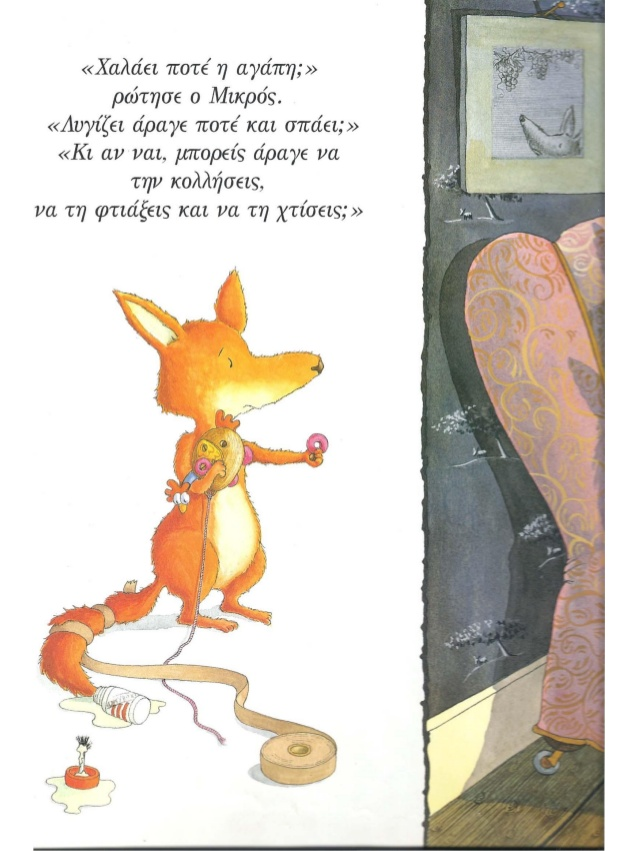 «Χαλάει ποτέ η αγάπη;»
ρώτησε ο Μικρός.
«Λυγίζει άραγε ποτέ και σπάει;»
«Κι αν ναι, μπορείς άραγε να
την κολλήσεις,
να τη φτιάξεις και να τη χτίσεις;»